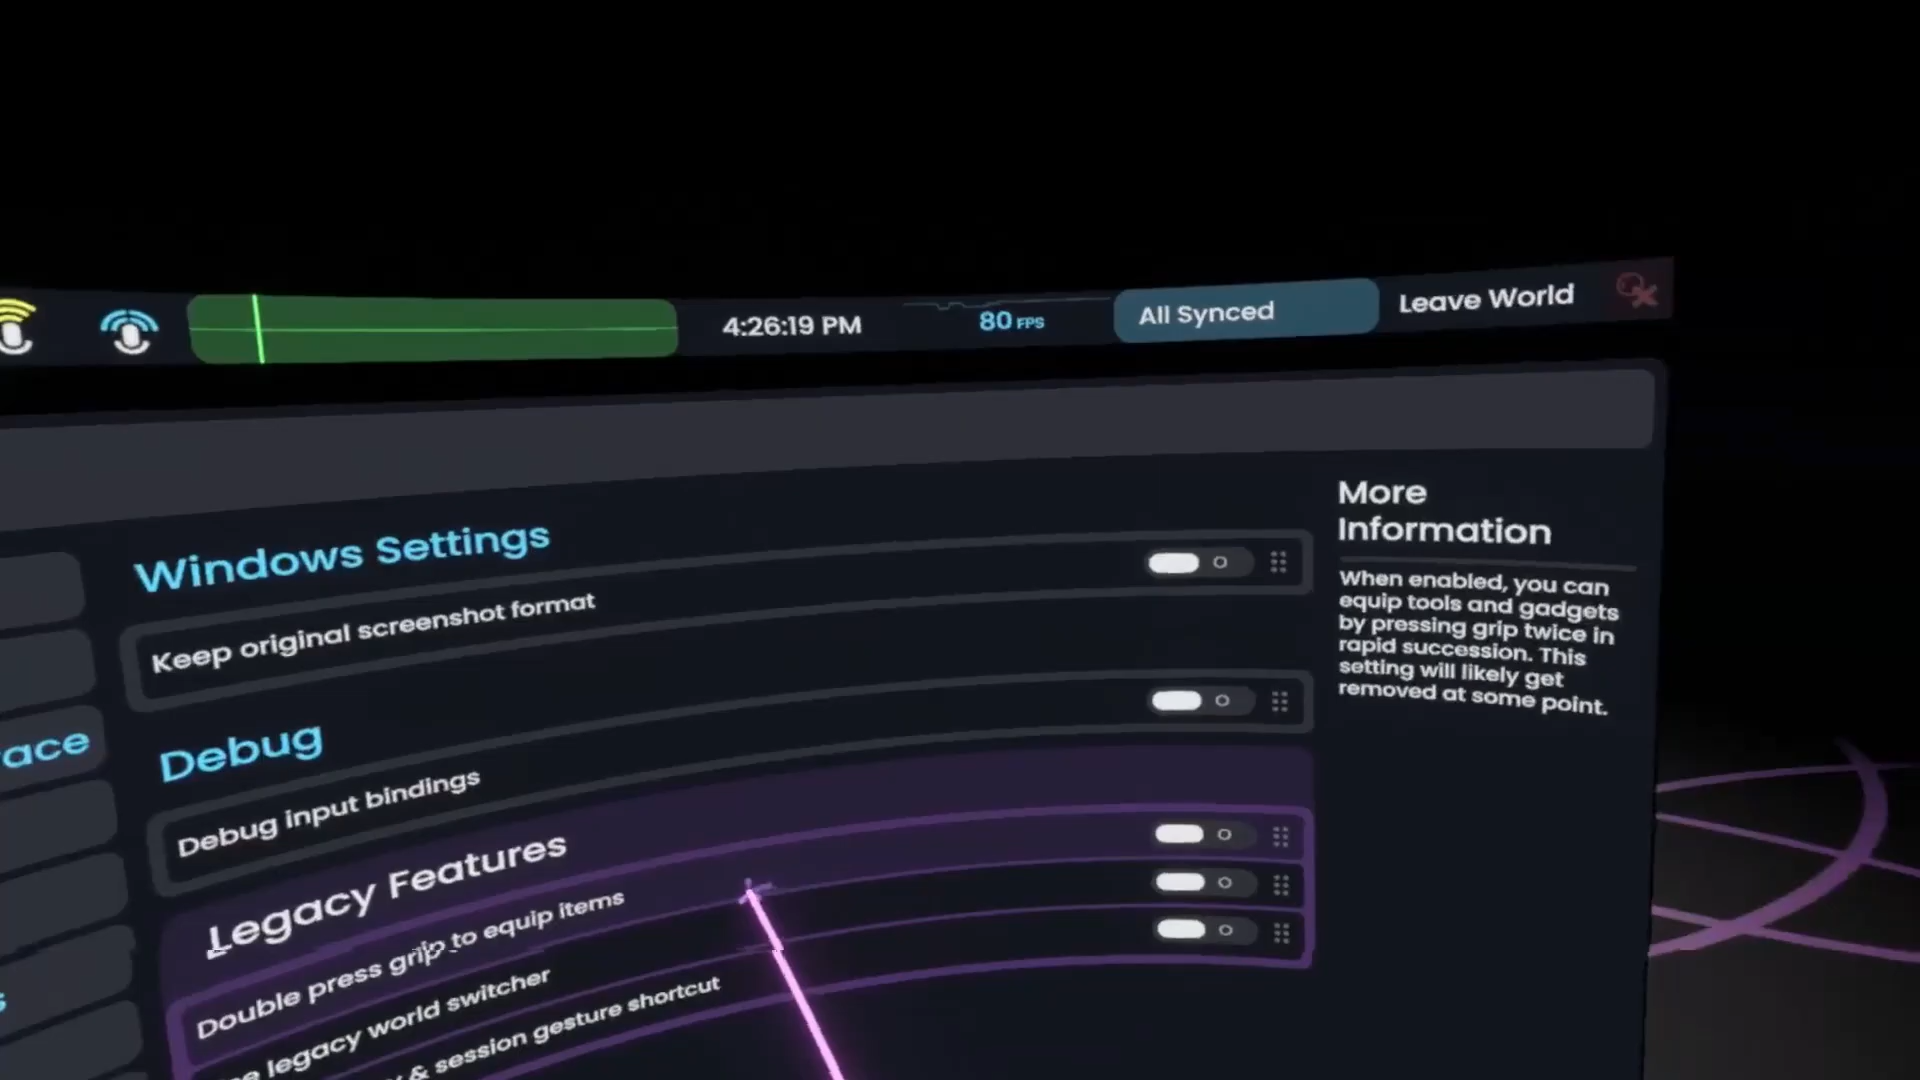 4:26:19 PM
80 FPS
All Synced
Leave World
Windows Settings
Keep original screenshot format
Debug
Debug input bindings
Legacy Features
Double press grip to equip items
legacy world switcher
& session gesture shortcut
More
Information
When enabled, you can
equip tools and gadgets
by pressing grip twice in
rapid succession. This
setting will likely get
removed at some point.